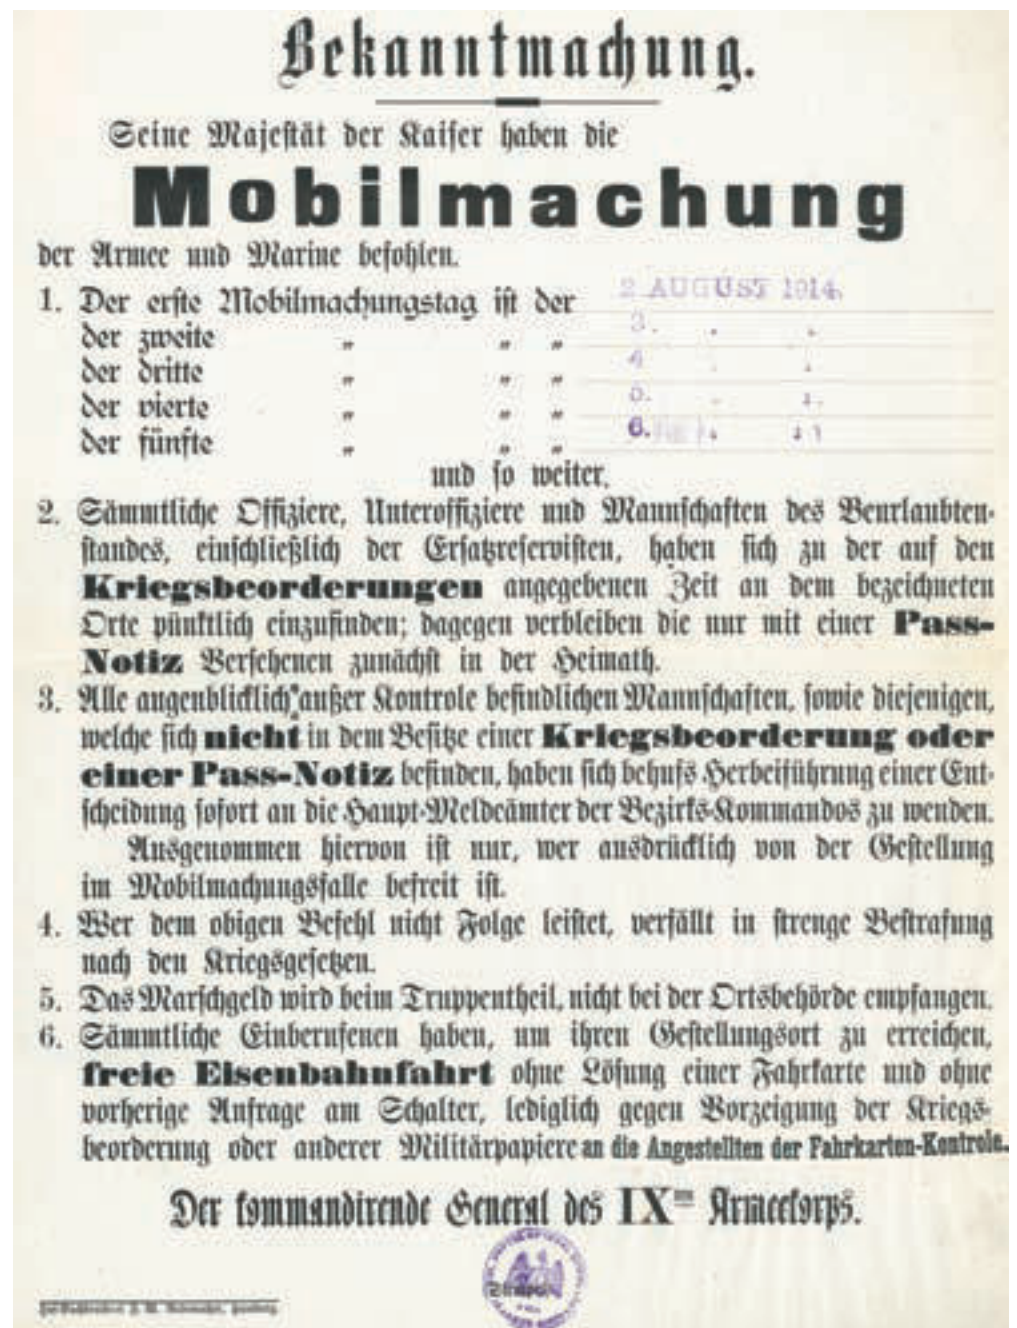 Bekanntmachung.
Seine Majestät der Kaiser haben die
Mobilmachung
der Armee und Marine befohlen.
1. Der erste Mobilmachungstag ist der 2 AUGUST 1914.
der zweite " " " 3. " "
der dritte " " " 4 " "
der vierte " " " 5. " "
der fünfte " " " 6. " "
und so weiter.
2. Sämmtliche Offiziere, Unteroffiziere und Mannschaften des Beurlaubten-
standes, einschließlich der Ersatzreservisten, haben sich zu der auf den
Kriegsbeorderungen angegebenen Zeit an dem bezeichneten
Orte pünktlich einzufinden; dagegen verbleiben die nur mit einer Pass-
Notiz Versehenen zunächst in der Heimath.
3. Alle augenblicklich außer Kontrole befindlichen Mannschaften, sowie diejenigen,
welche sich nicht in dem Besitze einer Kriegsbeorderung oder
einer Pass-Notiz befinden, haben sich behufs Herbeiführung einer Ent-
scheidung sofort an die Haupt-Meldeämter der Bezirks-Kommandos zu wenden.
Ausgenommen hiervon ist nur, wer ausdrücklich von der Gestellung
im Mobilmachungsfalle befreit ist.
4. Wer dem obigen Befehl nicht Folge leistet, verfällt in strenge Bestrafung
nach den Kriegsgesetzen.
5. Das Marschgeld wird beim Truppentheil, nicht bei der Ortsbehörde empfangen.
6. Sämmtliche Einberufenen haben, um ihren Gestellungsort zu erreichen,
freie Eisenbahnfahrt ohne Lösung einer Fahrkarte und ohne
vorherige Anfrage am Schalter, lediglich gegen Vorzeigung der Kriegs-
beorderung oder anderer Militärpapiere an die Angestellten der Fahrkarten-Kontrole.
Der kommandirende General des IXten Armeekorps.